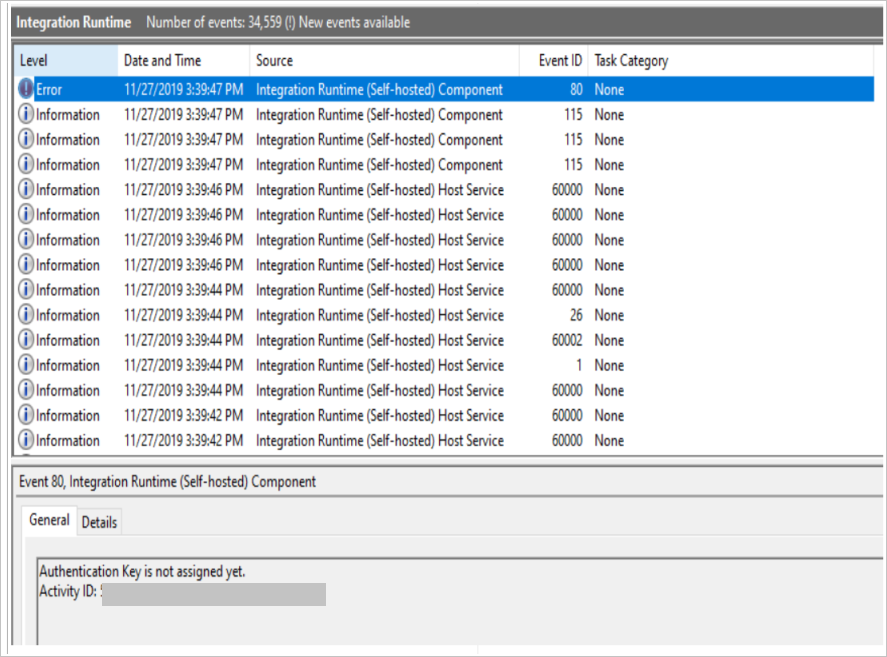 Integration Runtime Number of events: 34,559 (!) New events available
Level Date and Time Source Event ID Task Category
Error 11/27/2019 3:39:47 PM Integration Runtime (Self-hosted) Component 80 None
Information 11/27/2019 3:39:47 PM Integration Runtime (Self-hosted) Component 115 None
Information 11/27/2019 3:39:47 PM Integration Runtime (Self-hosted) Component 115 None
Information 11/27/2019 3:39:47 PM Integration Runtime (Self-hosted) Component 115 None
Information 11/27/2019 3:39:46 PM Integration Runtime (Self-hosted) Host Service 60000 None
Information 11/27/2019 3:39:46 PM Integration Runtime (Self-hosted) Host Service 60000 None
Information 11/27/2019 3:39:46 PM Integration Runtime (Self-hosted) Host Service 60000 None
Information 11/27/2019 3:39:46 PM Integration Runtime (Self-hosted) Host Service 60000 None
Information 11/27/2019 3:39:44 PM Integration Runtime (Self-hosted) Host Service 60000 None
Information 11/27/2019 3:39:44 PM Integration Runtime (Self-hosted) Host Service 26 None
Information 11/27/2019 3:39:44 PM Integration Runtime (Self-hosted) Host Service 60002 None
Information 11/27/2019 3:39:44 PM Integration Runtime (Self-hosted) Host Service 1 None
Information 11/27/2019 3:39:44 PM Integration Runtime (Self-hosted) Host Service 60000 None
Information 11/27/2019 3:39:42 PM Integration Runtime (Self-hosted) Host Service 60000 None
Information 11/27/2019 3:39:42 PM Integration Runtime (Self-hosted) Host Service 60000 None
Event 80, Integration Runtime (Self-hosted) Component
General Details
Authentication Key is not assigned yet.
Activity ID: